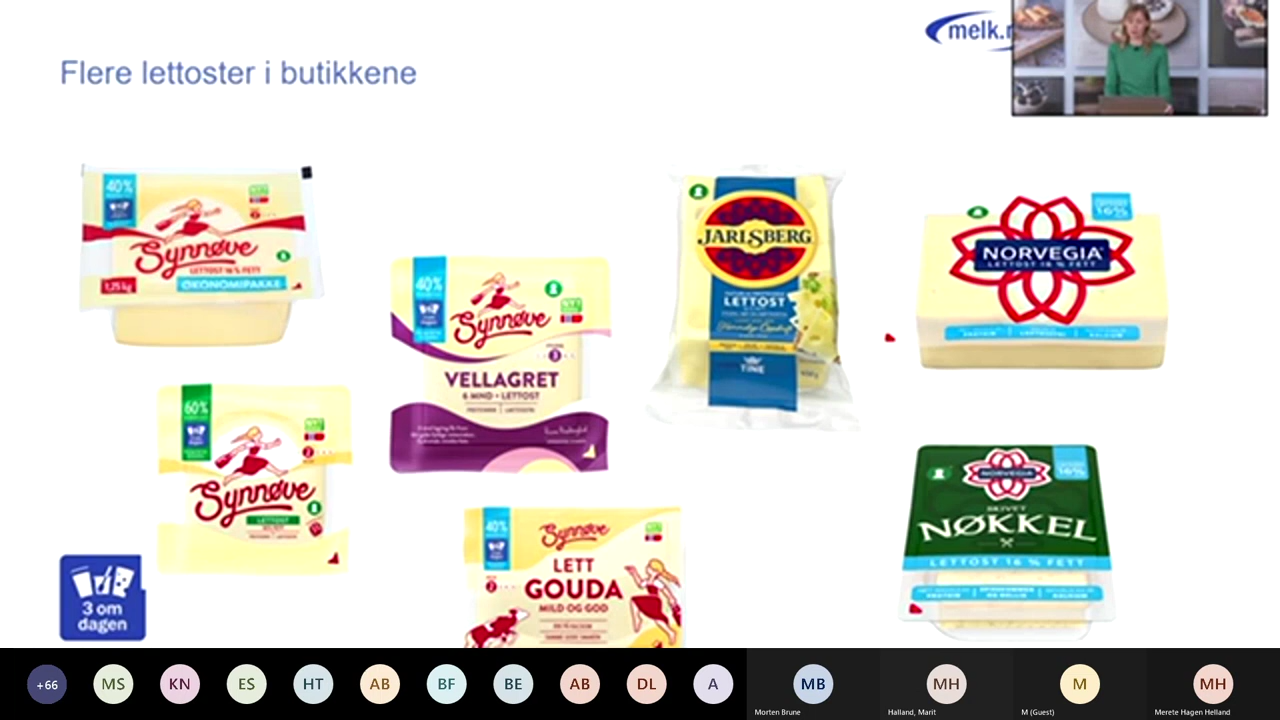 melk.n
Flere lettoster i butikkene
40%
Synnøve
LETTOST 16% FETT
1,25 kg
ØKONOMIPAKKE
40%
Synnøve
VELLAGRET
6 MND • LETTOST
JARLSBERG
LETTOST
TINE
16%
NORVEGIA
LETTOST 16 % FETT
60%
Synnøve
LETTOST
40%
Synnøve
LETT
GOUDA
MILD OG GOD
NORVEGIA
16%
SKIVET
NØKKEL
LETTOST 16 % FETT
3 om
dagen
+66
MS
KN
ES
HT
AB
BF
BE
AB
DL
A
MB
MH
M
MH
Morten Brune
Halland, Marit
M (Guest)
Merete Hagen Helland